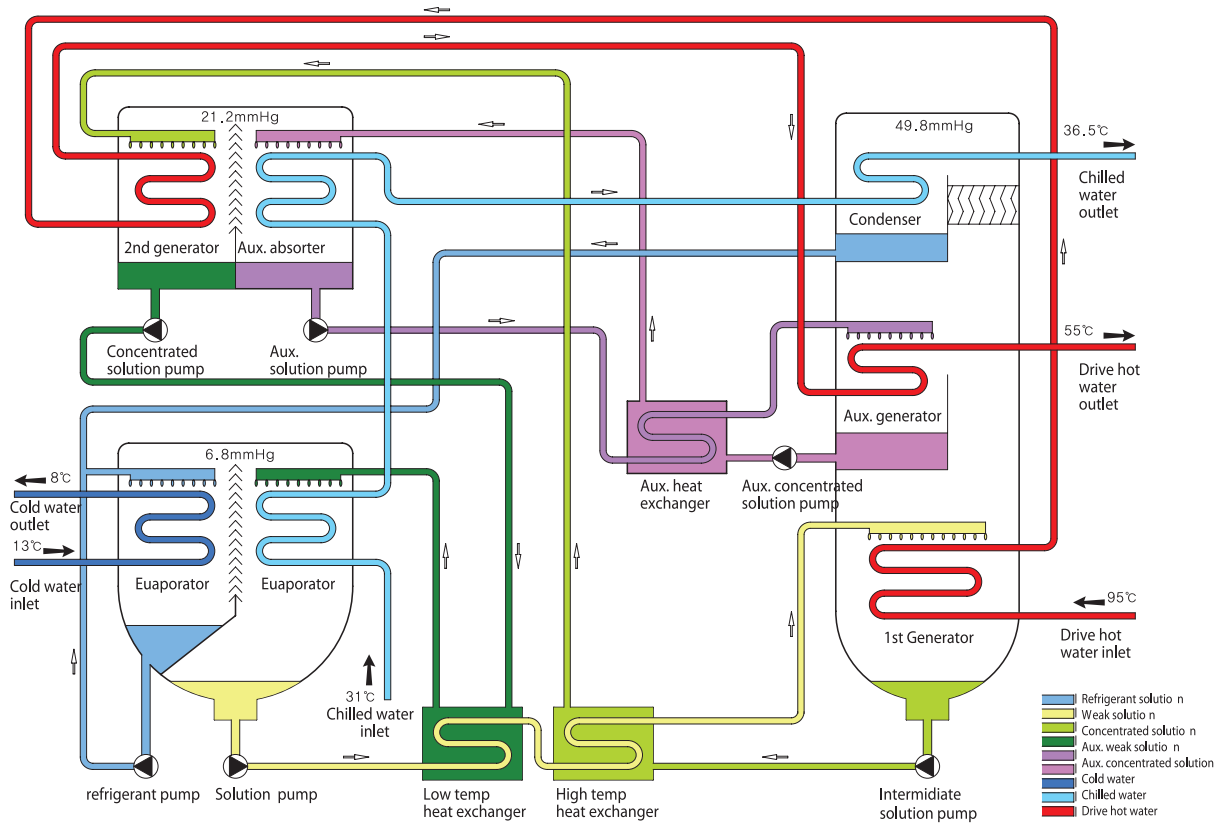 21.2mmHg
2nd generator
Aux. absorter
Concentrated
solution pump
Aux.
solution pump
49.8mmHg
36.5℃
Chilled
water
outlet
Condenser
55℃
Drive hot
water
outlet
Aux. generator
Aux. heat
exchanger
Aux. concentrated
solution pump
6.8mmHg
8℃
Cold water
outlet
13℃
Cold water
inlet
Euaporator
Euaporator
31℃
Chilled water
inlet
95℃
Drive hot
water inlet
1st Generator
refrigerant pump
Solution pump
Low temp
heat exchanger
High temp
heat exchanger
Intermidiate
solution pump
Refrigerant solutio n
Weak solutio n
Concentrated solutio n
Aux. weak solutio n
Aux. concentrated solution
Cold water
Chilled water
Drive hot water